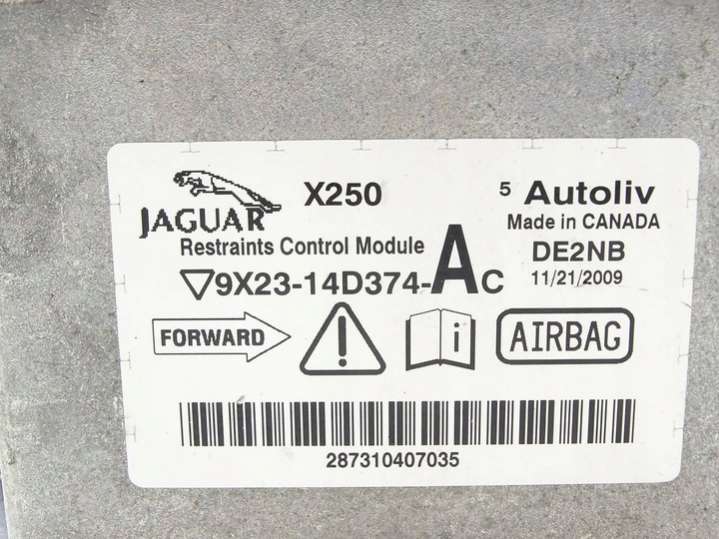 JAGUAR X250 5 Autoliv
Made in CANADA
Restraints Control Module DE2NB
9X23-14D374-AC 11/21/2009
FORWARD ! i AIRBAG
287310407035